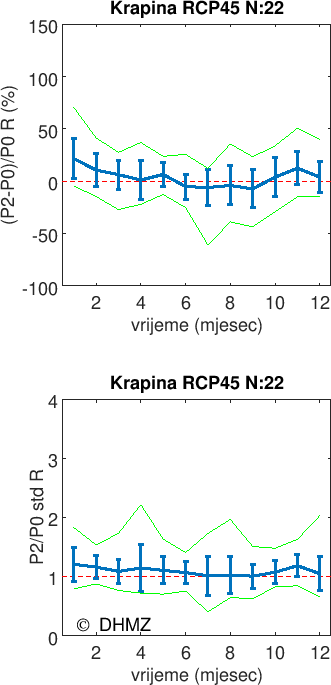 Krapina RCP45 N:22
150
100
50
0
-50
-100
(P2-P0)/P0 R (%)
2 4 6 8 10 12
vrijeme (mjesec)
Krapina RCP45 N:22
4
3
2
1
0
P2/P0 std R
© DHMZ
2 4 6 8 10 12
vrijeme (mjesec)